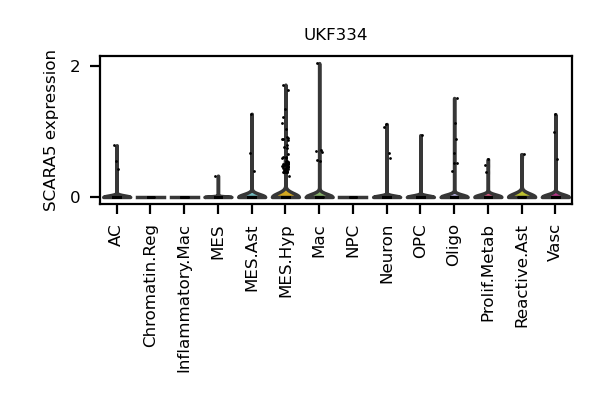 UKF334
SCARA5 expression
2
0
AC
Chromatin.Reg
Inflammatory.Mac
MES
MES.Ast
MES.Hyp
Mac
NPC
Neuron
OPC
Oligo
Prolif.Metab
Reactive.Ast
Vasc